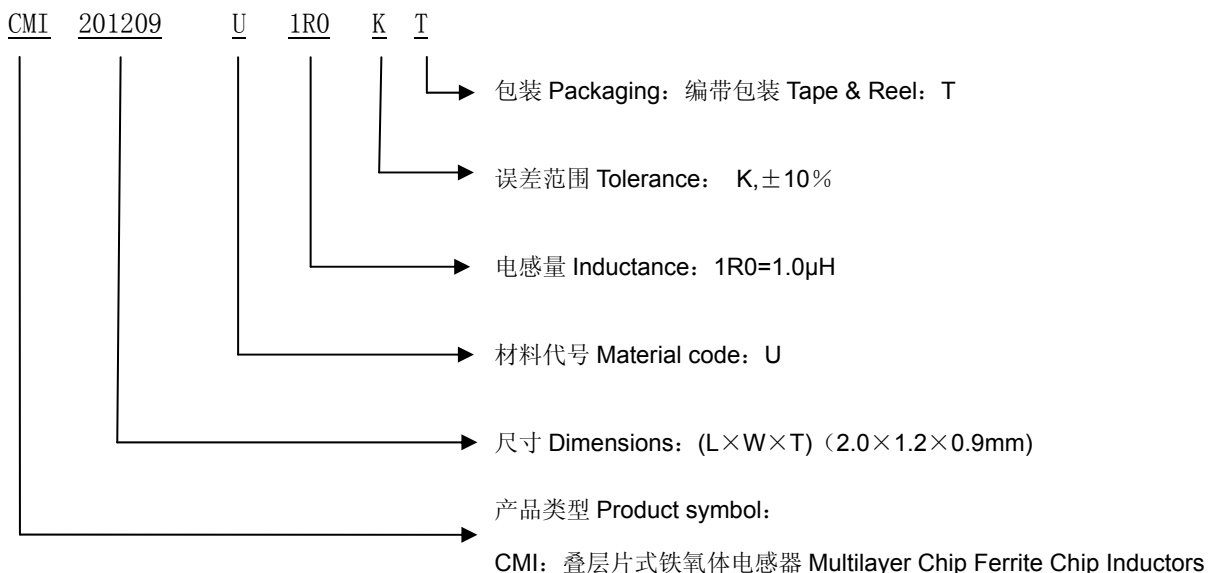 CMI 201209 U 1R0 K T
包装 Packaging：编带包装 Tape & Reel：T
误差范围 Tolerance： K,±10％
电感量 Inductance：1R0=1.0μH
材料代号 Material code：U
尺寸 Dimensions：(L×W×T)（2.0×1.2×0.9mm)
产品类型 Product symbol：
CMI：叠层片式铁氧体电感器 Multilayer Chip Ferrite Chip Inductors